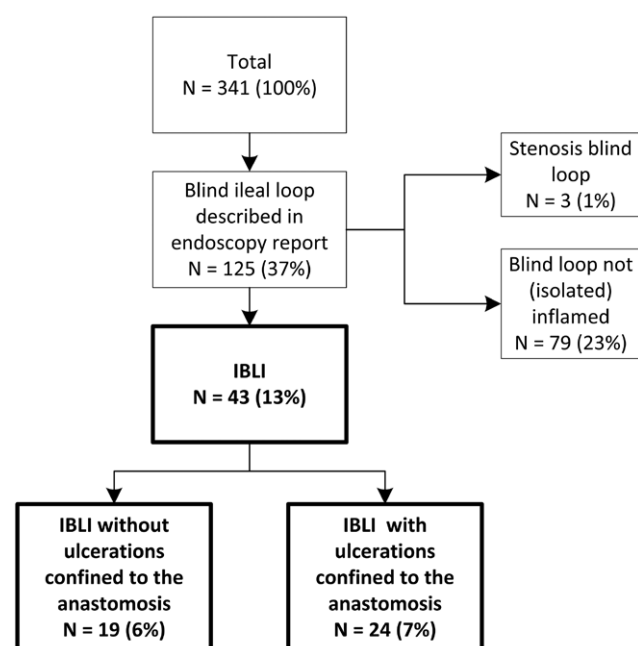 Total
N = 341 (100%)
Blind ileal loop
described in
endoscopy report
N = 125 (37%)
Stenosis blind
loop
N = 3 (1%)
Blind loop not
(isolated)
inflamed
N = 79 (23%)
IBLI
N = 43 (13%)
IBLI without
ulcerations
confined to the
anastomosis
N = 19 (6%)
IBLI with
ulcerations
confined to the
anastomosis
N = 24 (7%)